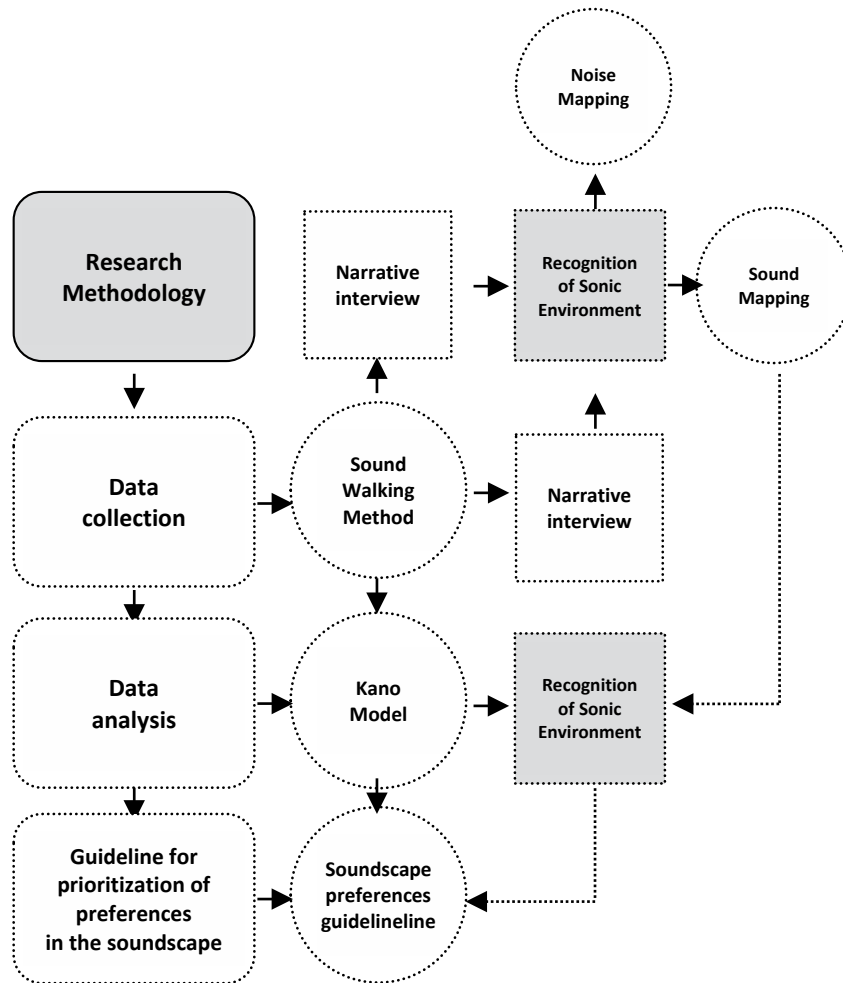 Noise
Mapping
Research
Methodology
Narrative
interview
Recognition
of Sonic
Environment
Sound
Mapping
Data
collection
Sound
Walking
Method
Narrative
interview
Data
analysis
Kano
Model
Recognition
of Sonic
Environment
Guideline for
prioritization of
preferences
in the soundscape
Soundscape
preferences
guidelineline